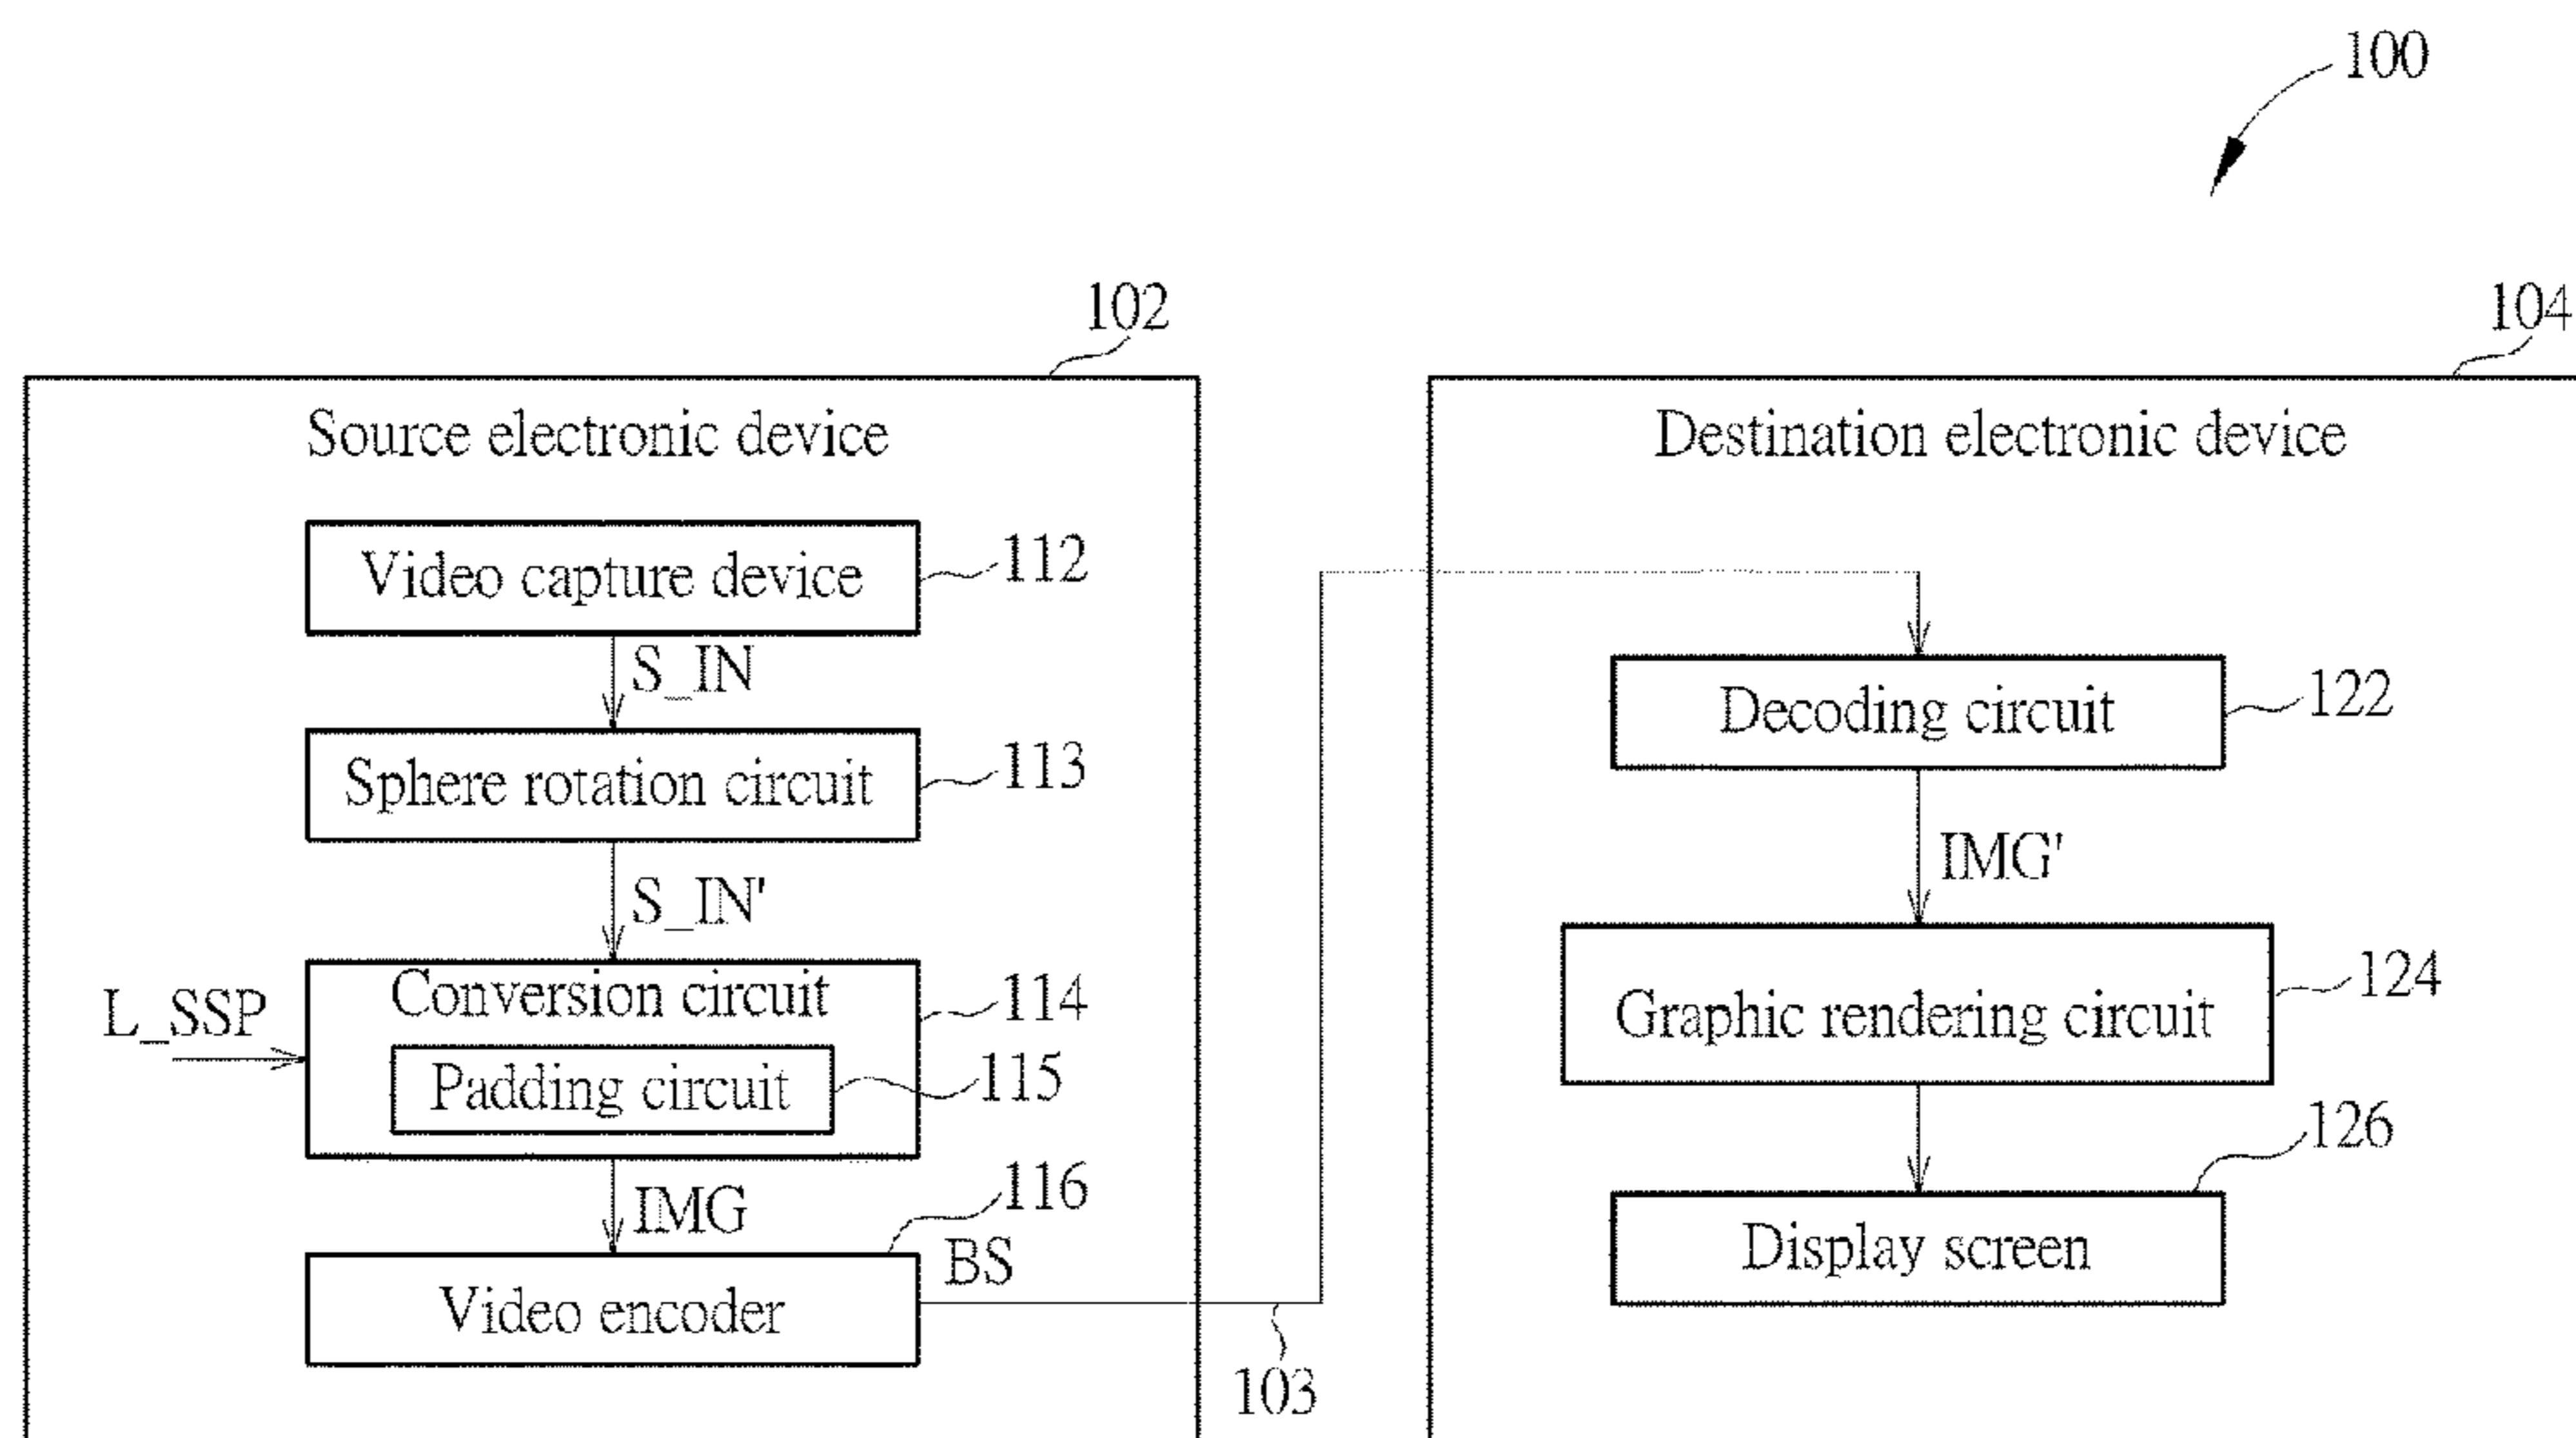 100
102
104
Source electronic device
Destination electronic device
Video capture device
112
S_IN
Sphere rotation circuit
113
S_IN'
L_SSP
Conversion circuit
114
Padding circuit
115
IMG
116
BS
Video encoder
103
Decoding circuit
122
IMG'
Graphic rendering circuit
124
126
Display screen